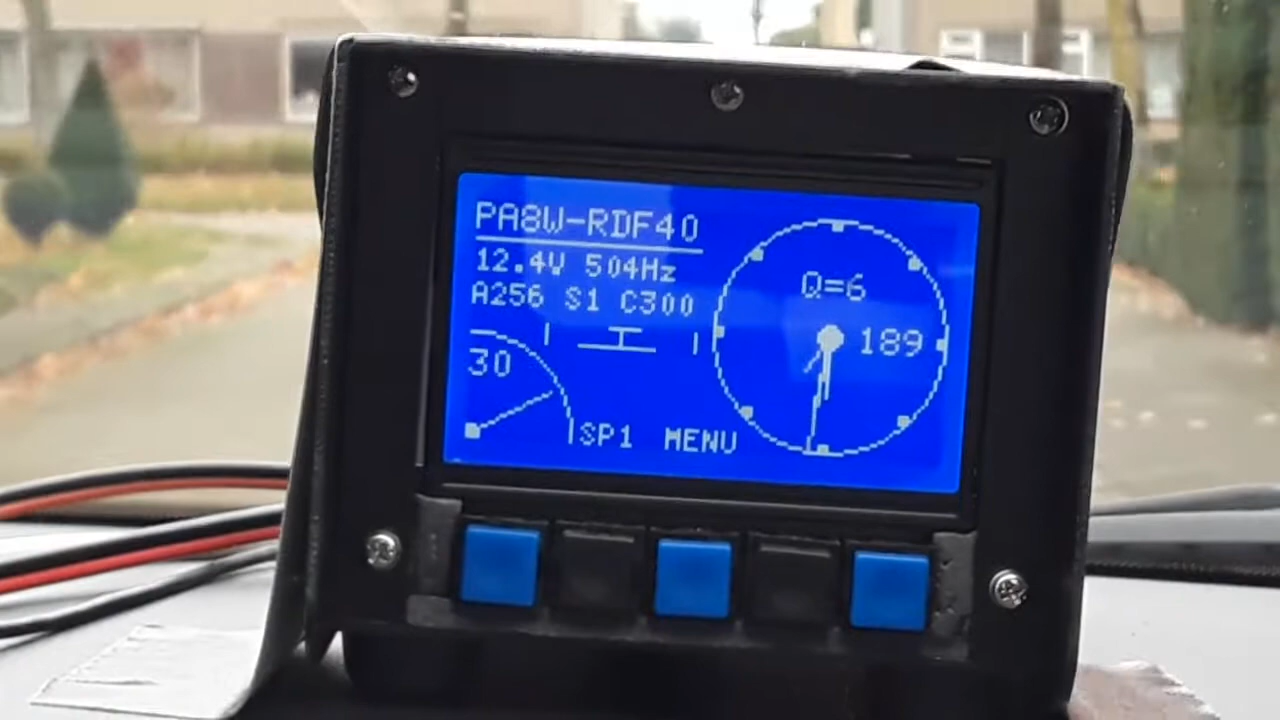 PA8W-RDF40
12.4V 504Hz
A256 S1 C300
30
SP1 MENU
Q=6
189